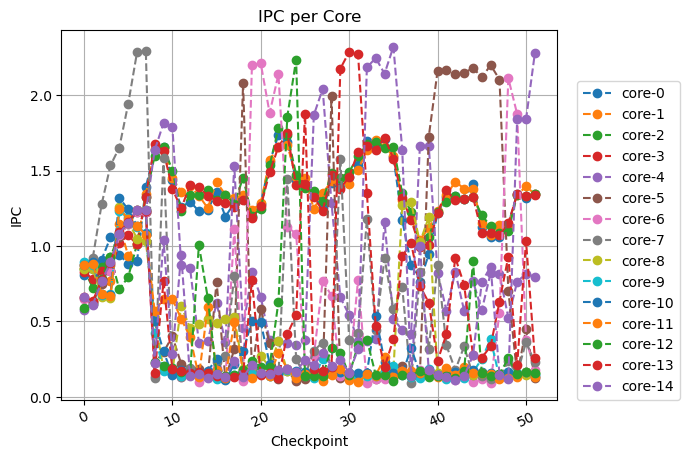 IPC per Core
IPC
2.0
1.5
1.0
0.5
0.0
0
10
20
30
40
50
Checkpoint
core-0
core-1
core-2
core-3
core-4
core-5
core-6
core-7
core-8
core-9
core-10
core-11
core-12
core-13
core-14